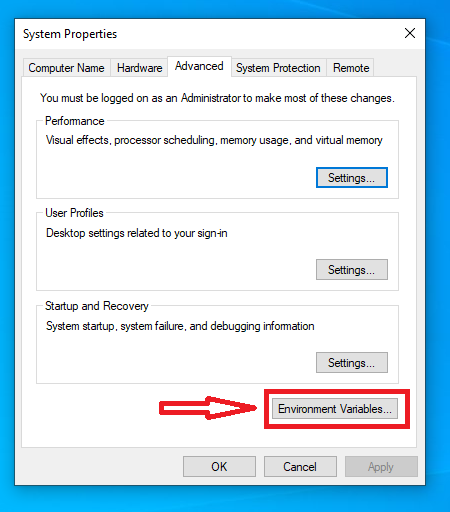 System Properties
Computer Name Hardware Advanced System Protection Remote
You must be logged on as an Administrator to make most of these changes.
Performance
Visual effects, processor scheduling, memory usage, and virtual memory
Settings...
User Profiles
Desktop settings related to your sign-in
Settings...
Startup and Recovery
System startup, system failure, and debugging information
Settings...
Environment Variables...
OK Cancel Apply